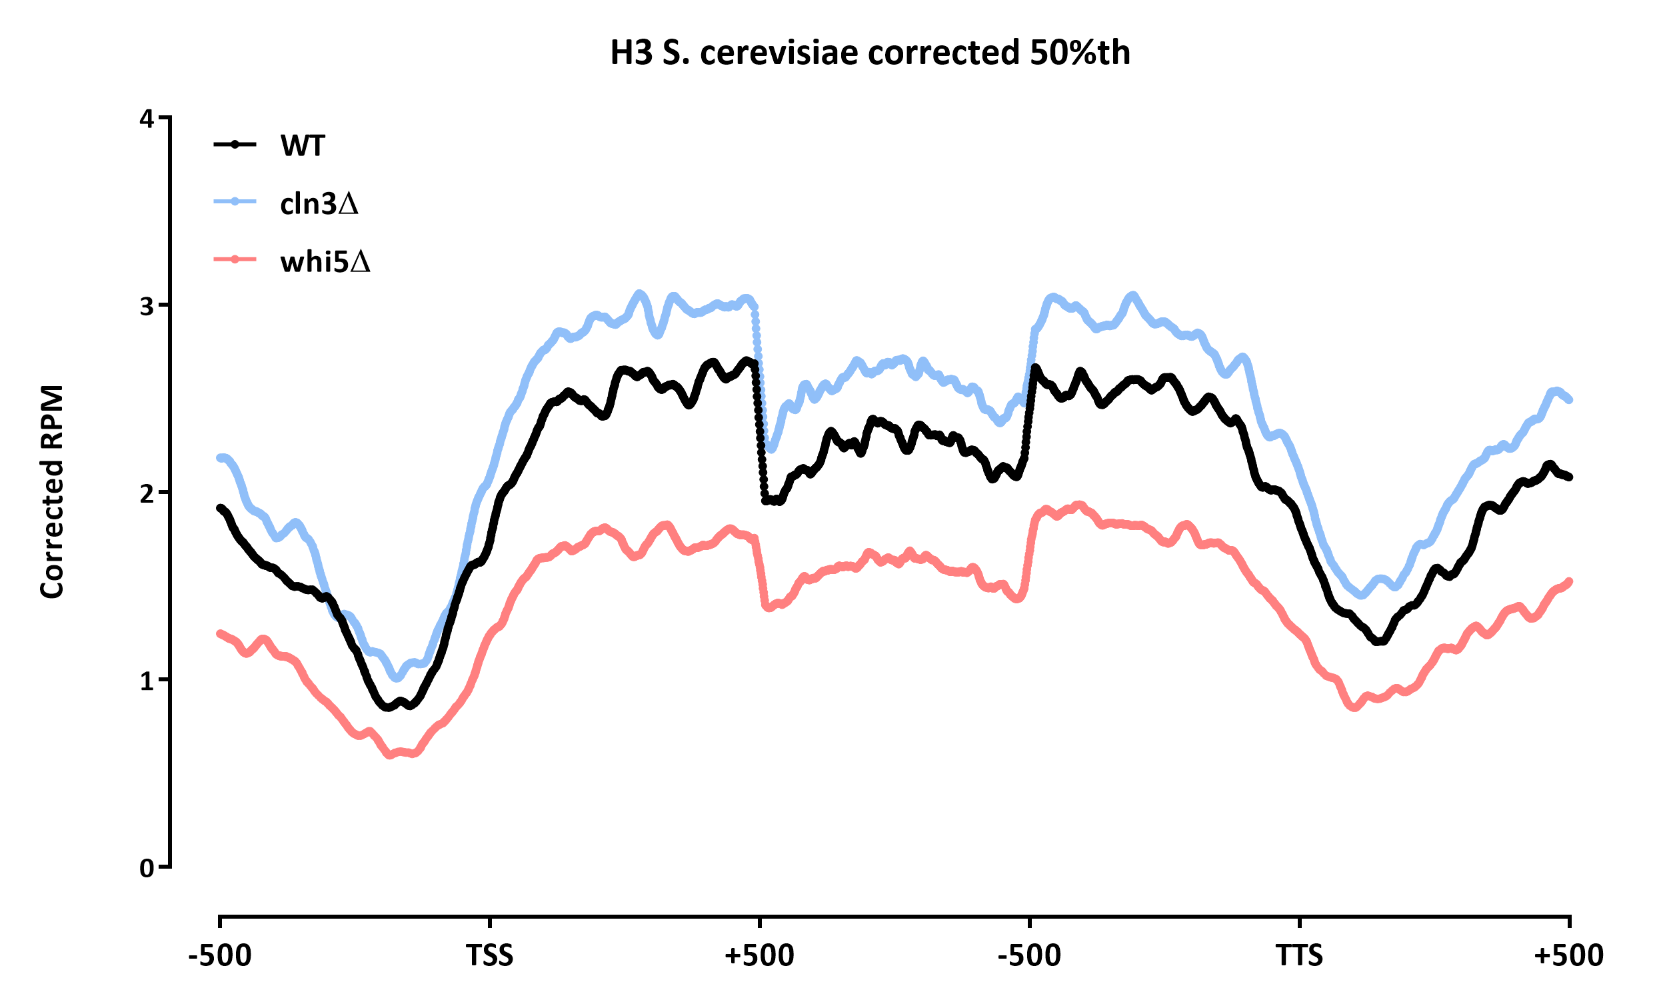 H3 S. cerevisiae corrected 50%th
4
WT
cln3Δ
whi5Δ
3
Corrected RPM
2
1
0
-500 TSS +500 -500 TTS +500